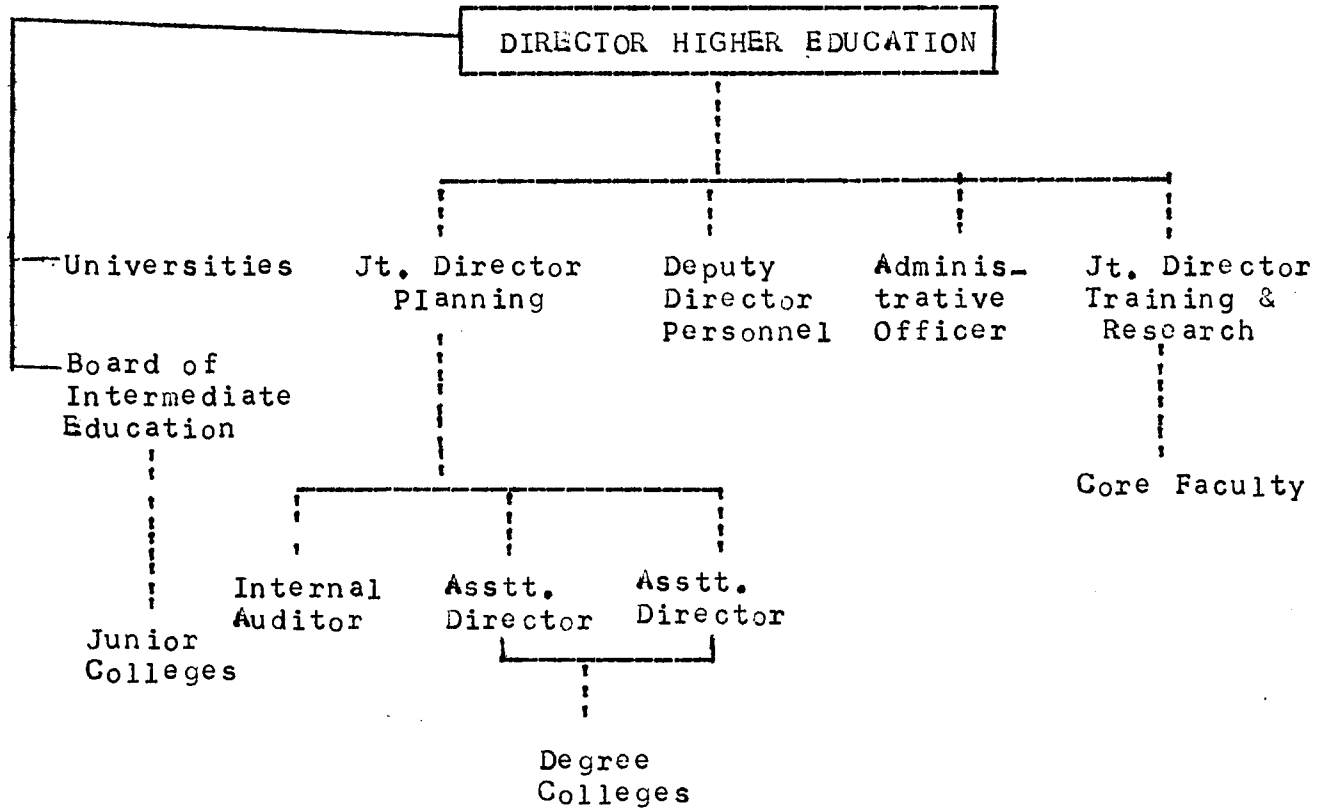 DIRECTOR HIGHER EDUCATION
Universities
Jt. Director
Planning
Deputy
Director
Personnel
Adminis-
trative
Officer
Jt. Director
Training &
Research
Board of
Intermediate
Education
Core Faculty
Internal
Auditor
Asstt.
Director
Asstt.
Director
Junior
Colleges
Degree
Colleges